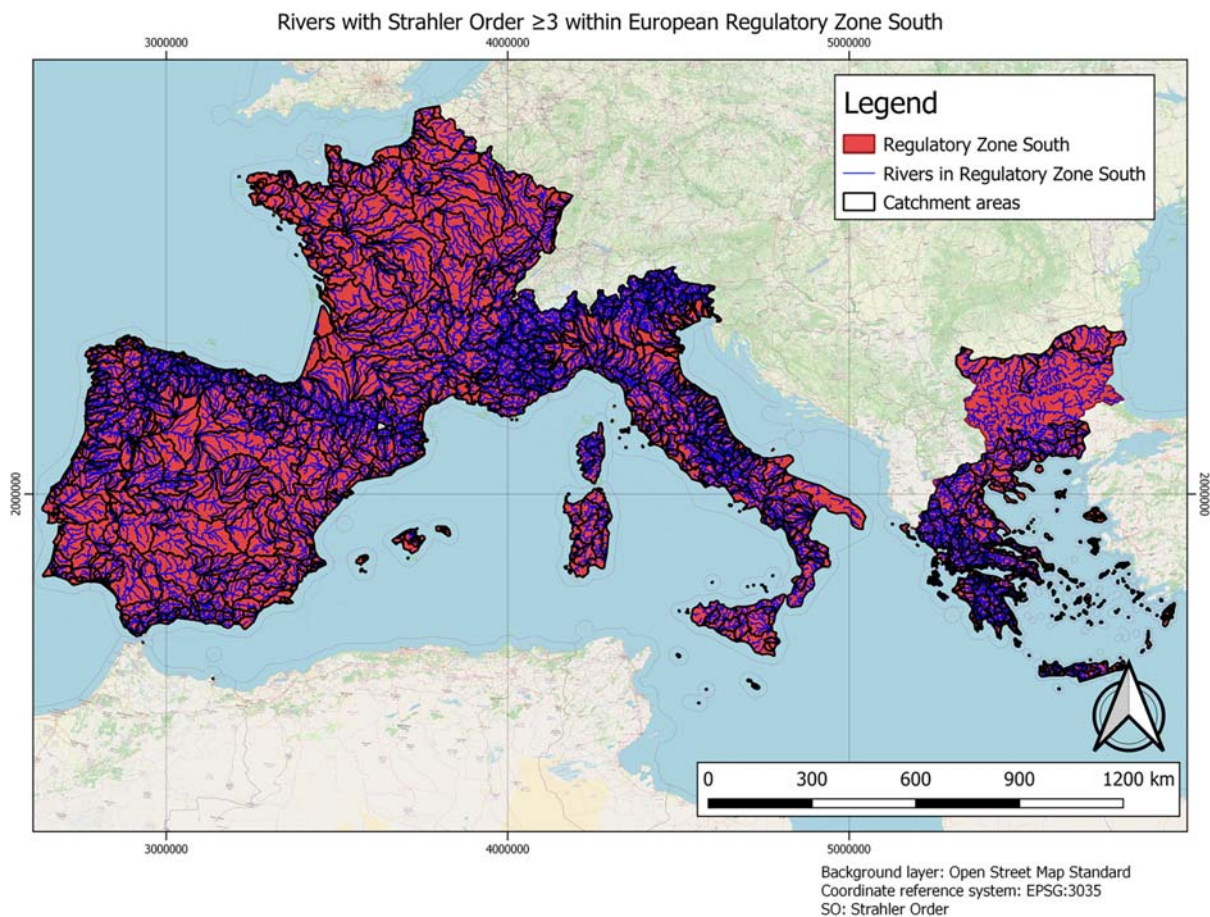 Rivers with Strahler Order ≥3 within European Regulatory Zone South
3000000
4000000
5000000
Legend
Regulatory Zone South
Rivers in Regulatory Zone South
Catchment areas
2000000
2000000
0 300 600 900 1200 km
3000000
4000000
5000000
Background layer: Open Street Map Standard
Coordinate reference system: EPSG:3035
SO: Strahler Order